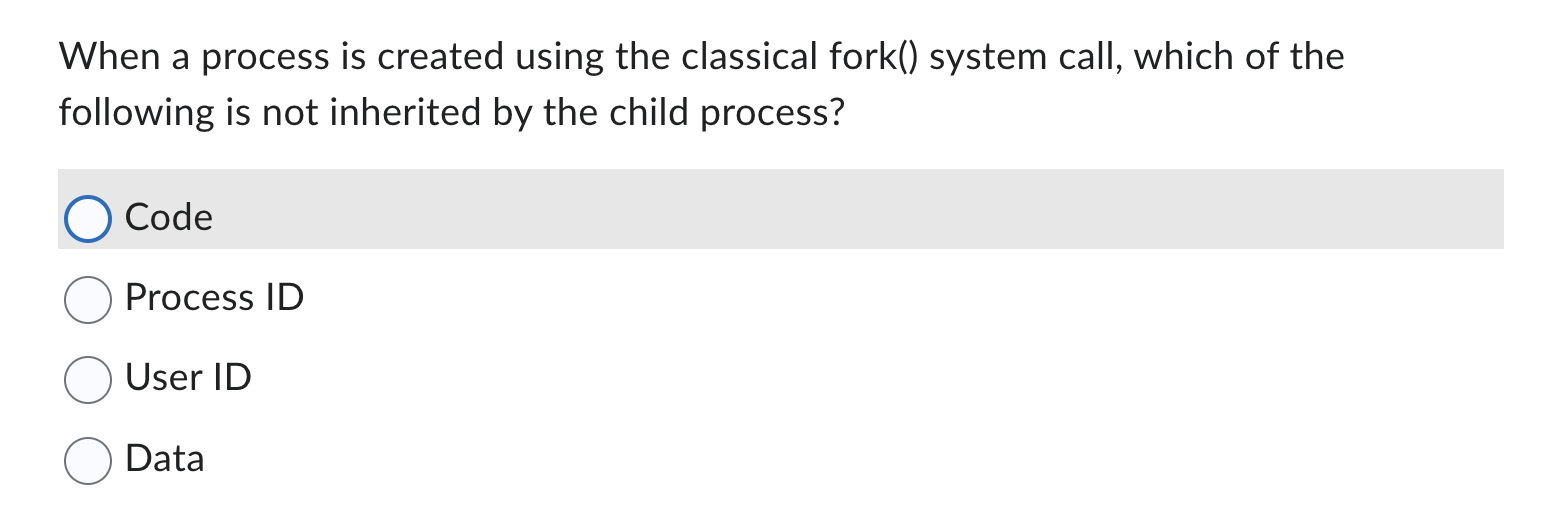 When a process is created using the classical fork() system call, which of the
following is not inherited by the child process?
Code
Process ID
User ID
Data